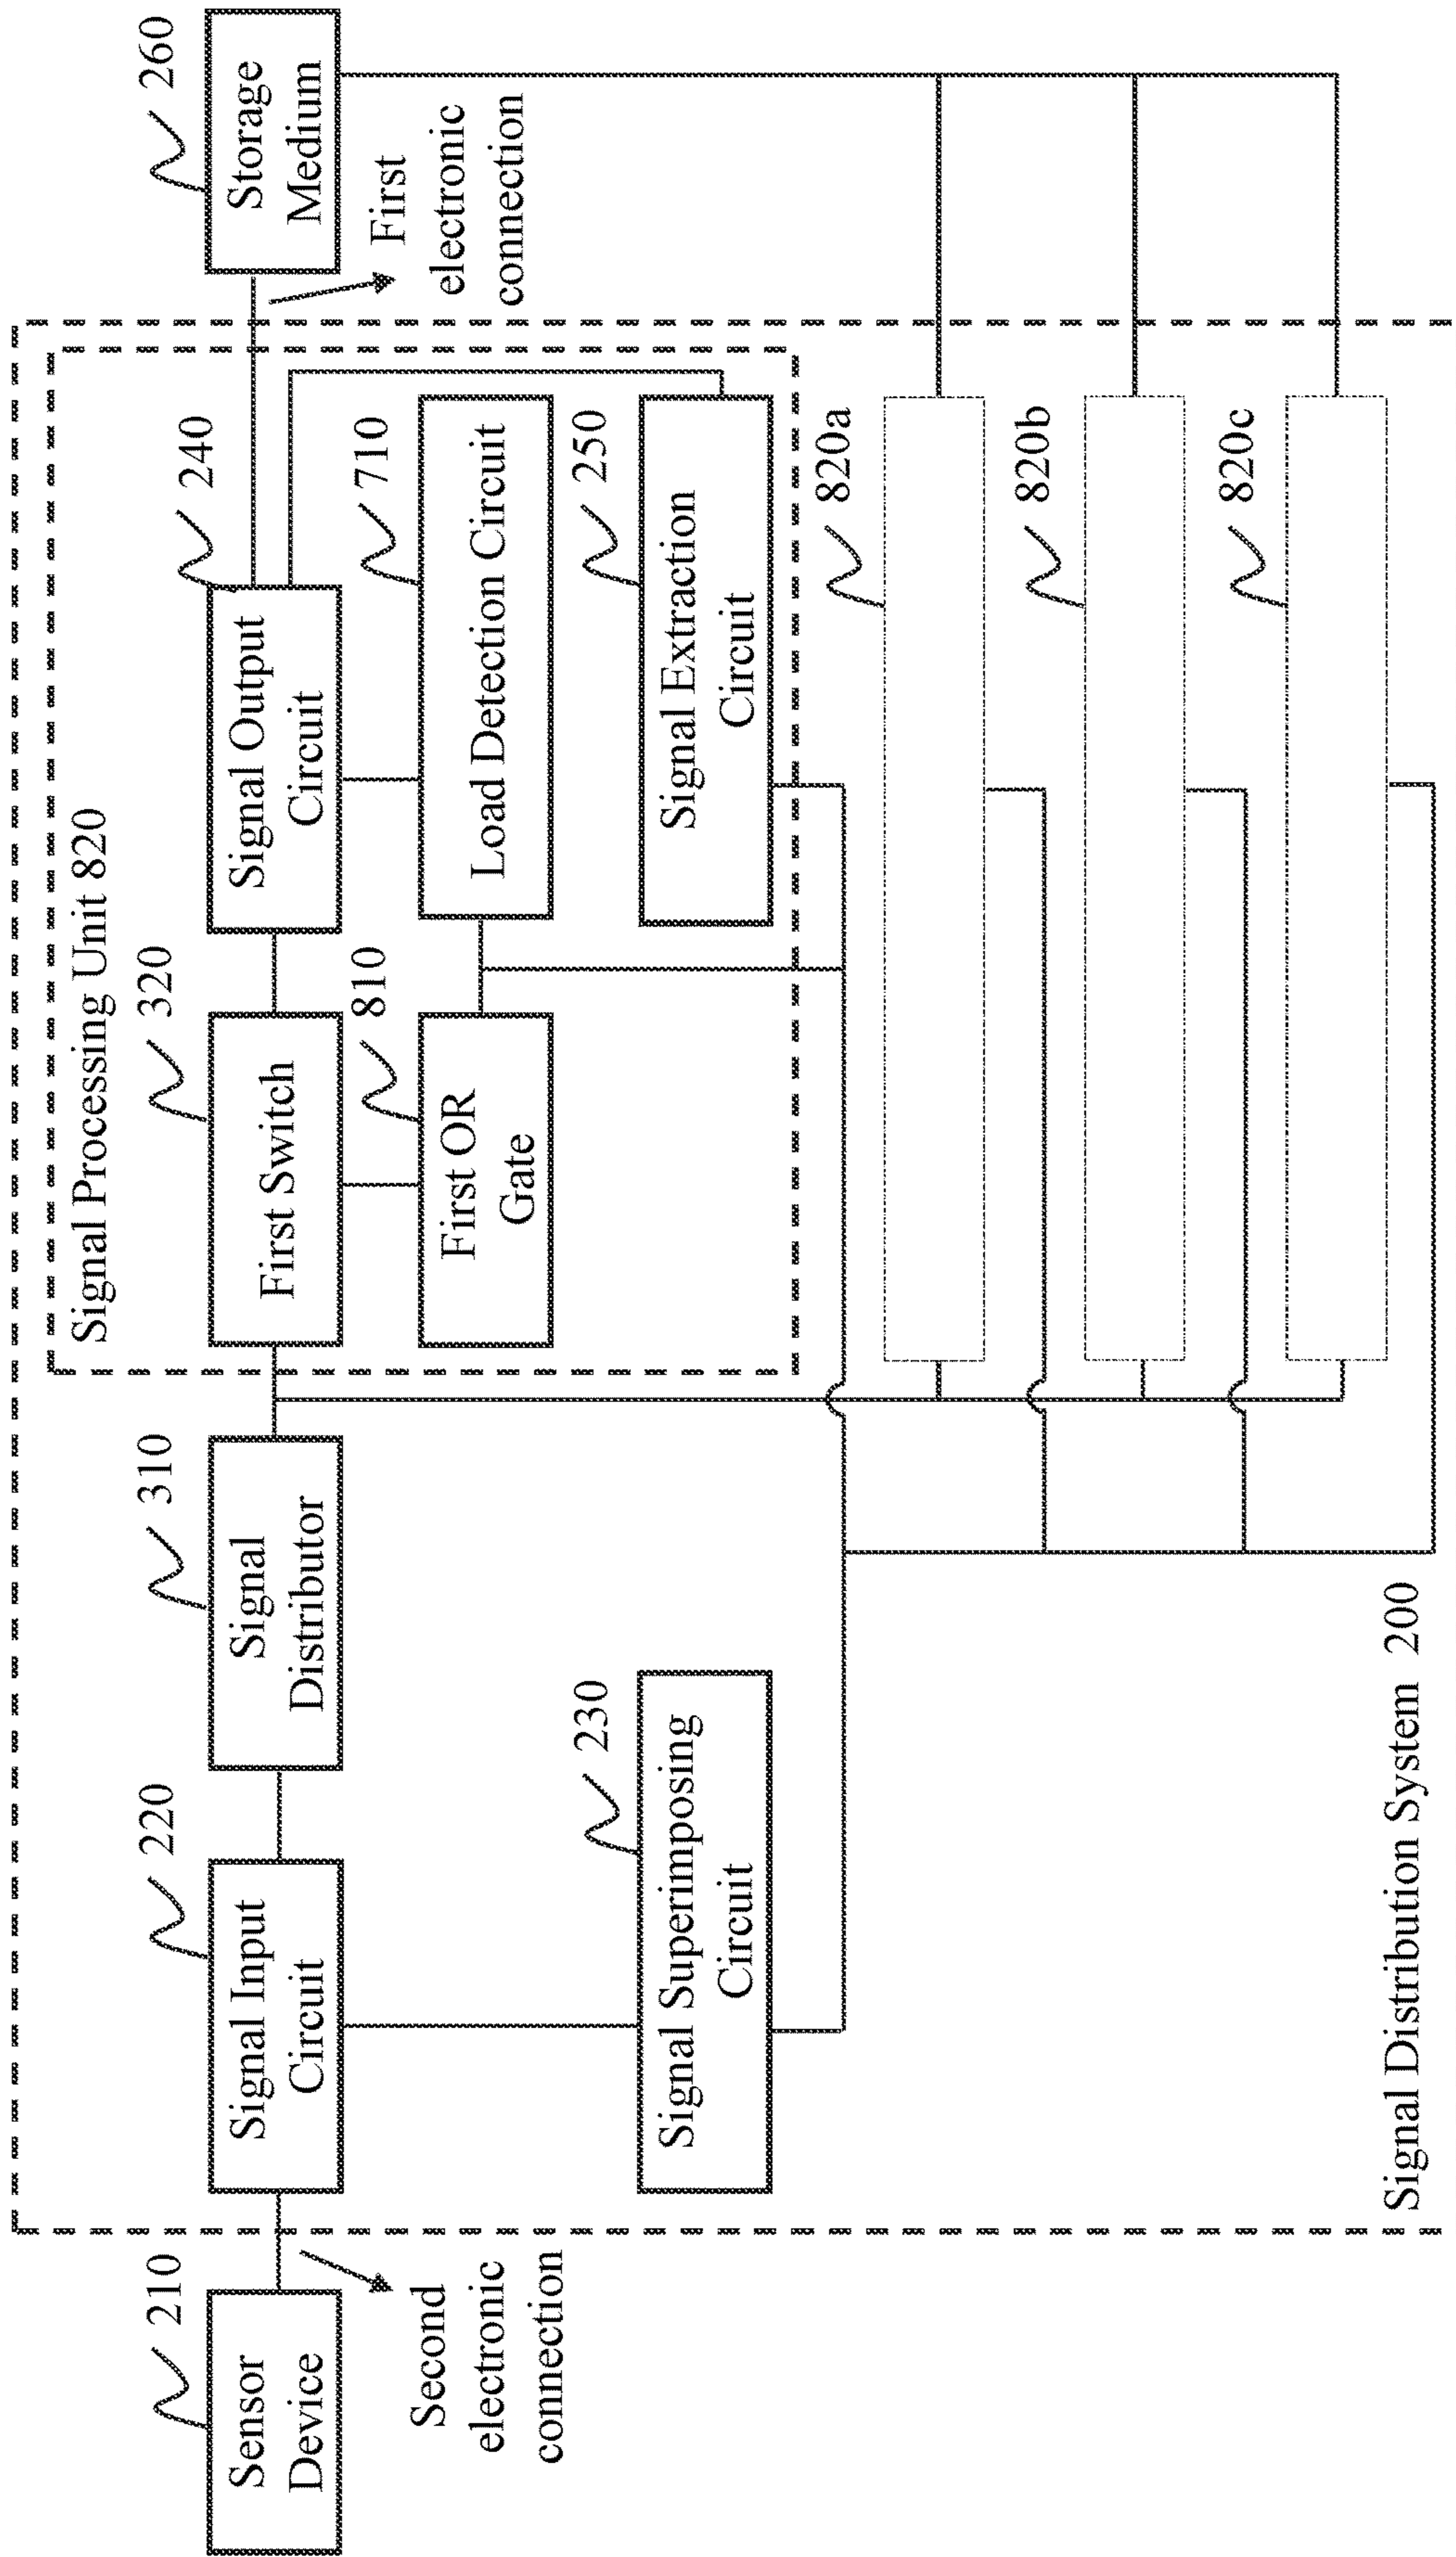 Signal Processing Unit 820
210
Sensor
Device
Second
electronic
connection
220
Signal Input
Circuit
310
Signal
Distributor
320
First Switch
240
Signal Output
Circuit
260
Storage
Medium
First
electronic
connection
810
First OR
Gate
710
Load Detection Circuit
230
Signal Superimposing
Circuit
250
Signal Extraction
Circuit
820a
820b
820c
Signal Distribution System 200